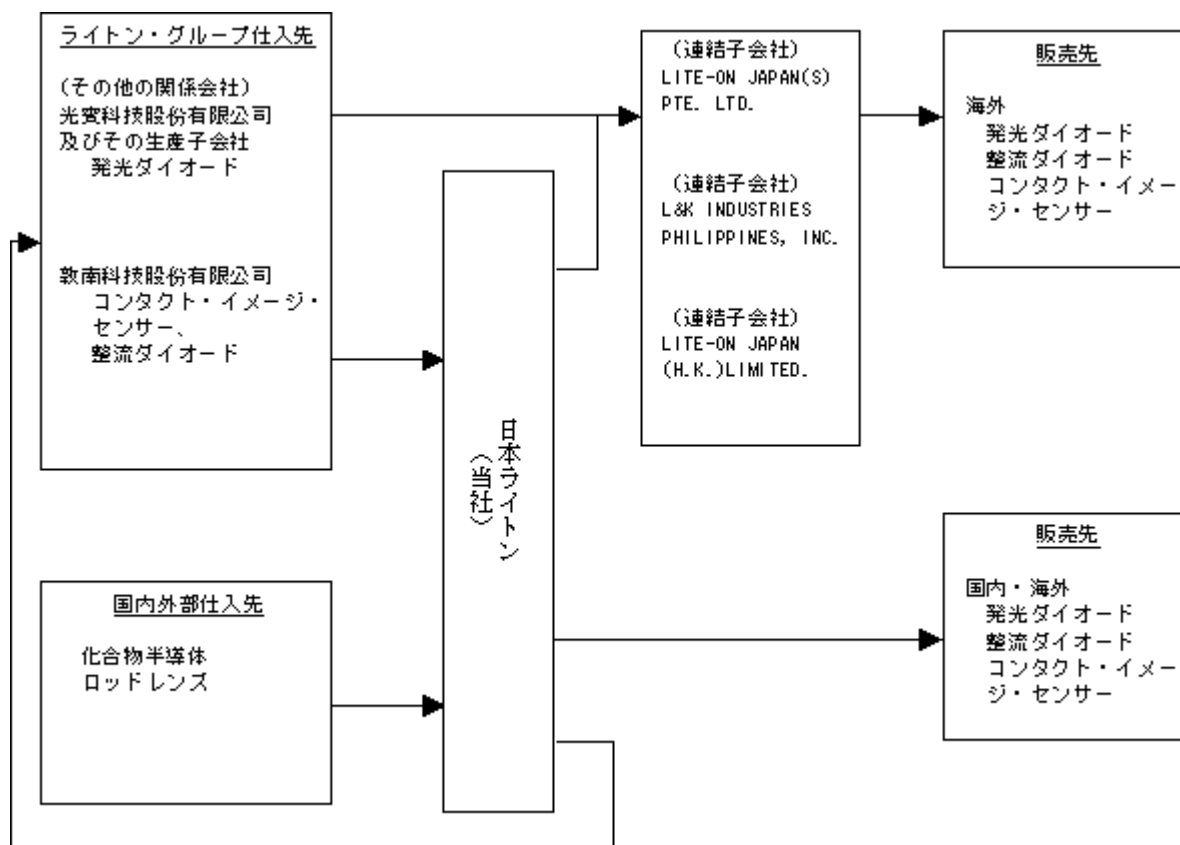 ライトン・グループ仕入先
(その他の関係会社)
光寳科技股份有限公司
及びその生産子会社
発光ダイオード
敦南科技股份有限公司
コンタクト・イメージ・
センサー、
整流ダイオード
国内外部仕入先
化合物半導体
ロッドレンズ
日本ライトン
(当社)
(連結子会社)
LITE-ON JAPAN(S)
PTE. LTD.
(連結子会社)
L&K INDUSTRIES
PHILIPPINES, INC.
(連結子会社)
LITE-ON JAPAN
(H.K.)LIMITED.
販売先
海外
発光ダイオード
整流ダイオード
コンタクト・イメー
ジ・センサー
販売先
国内・海外
発光ダイオード
整流ダイオード
コンタクト・イメー
ジ・センサー